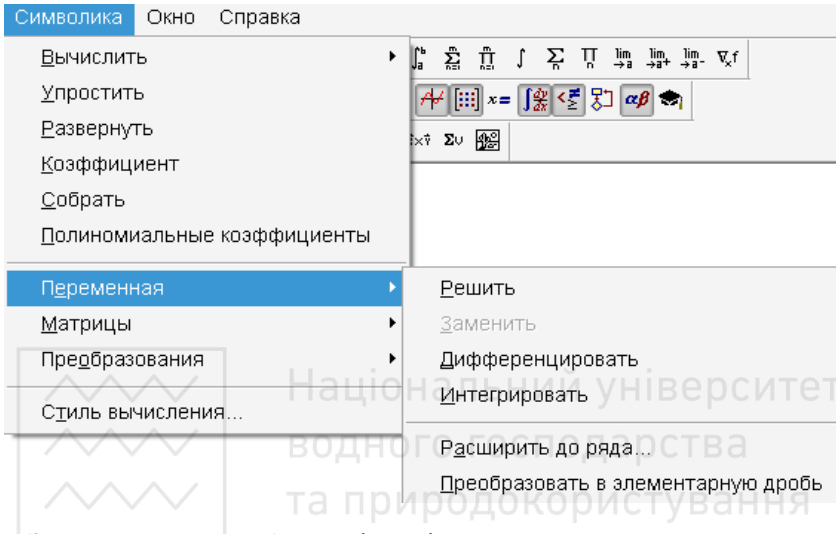 Символика Окно Справка
Вычислить
Упростить
Развернуть
Коэффициент
Собрать
Полиномиальные коэффициенты
Переменная
Матрицы
Преобразования
Стиль вычисления...
Решить
Заменить
Дифференцировать
Интегрировать
Расширить до ряда...
Преобразовать в элементарную дробь
Національний університет
водного господарства
та природокористування